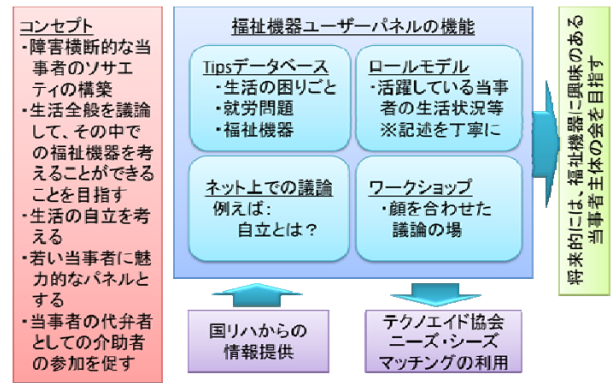 コンセプト
・障害横断的な当
事者のソサエ
ティの構築
・生活全般を議論
して、その中で
の福祉機器を考
えることができ
ることを目指す
・生活の自立を考
える
・若い当事者に魅
力的なパネルと
する
・当事者の代弁者
としての介助者
の参加を促す
福祉機器ユーザーパネルの機能
Tipsデータベース
・生活の困りごと
・就労問題
・福祉機器
ロールモデル
・活躍している当事
者の生活状況等
※記述を丁寧に
ネット上での議論
例えば:
自立とは？
ワークショップ
・顔を合わせた
議論の場
国リハからの
情報提供
テクノエイド協会
ニーズ・シーズ
マッチングの利用
将来的には、福祉機器に興味のある
当事者主体の会を目指す